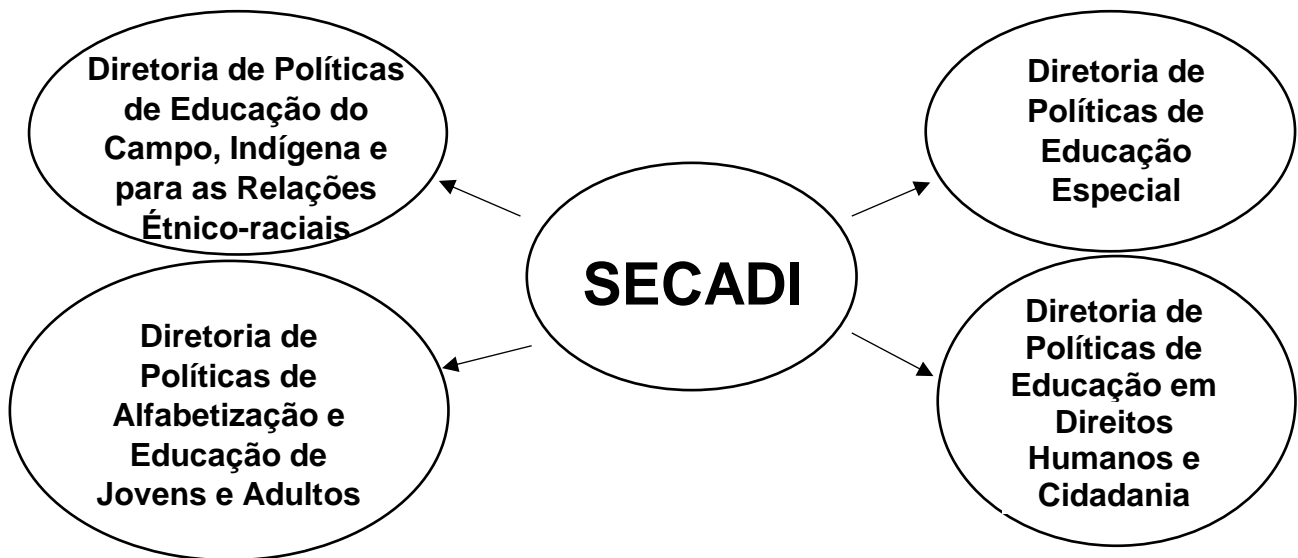 Diretoria de Políticas
de Educação do
Campo, Indígena e
para as Relações
Étnico-raciais
Diretoria de
Políticas de
Educação
Especial
SECADI
Diretoria de
Políticas de
Alfabetização e
Educação de
Jovens e Adultos
Diretoria de
Políticas de
Educação em
Direitos
Humanos e
Cidadania